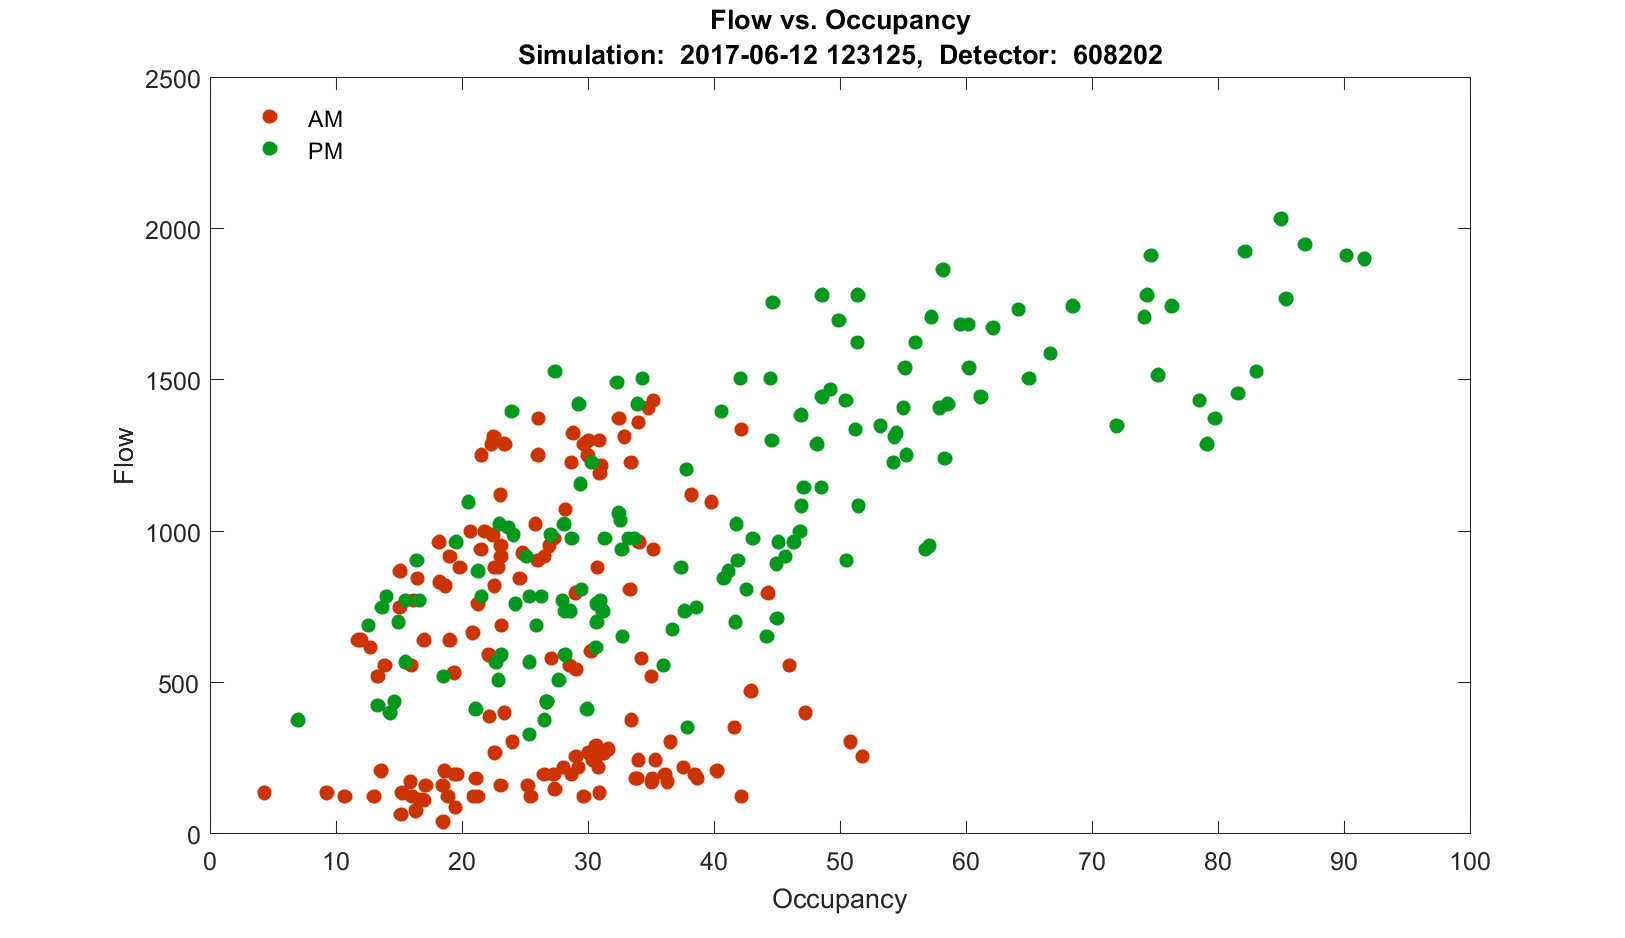 Flow vs. Occupancy
Simulation:  2017-06-12 123125,  Detector:  608202
2500
2000
1500
1000
500
0
Flow
AM
PM
0 10 20 30 40 50 60 70 80 90 100
Occupancy